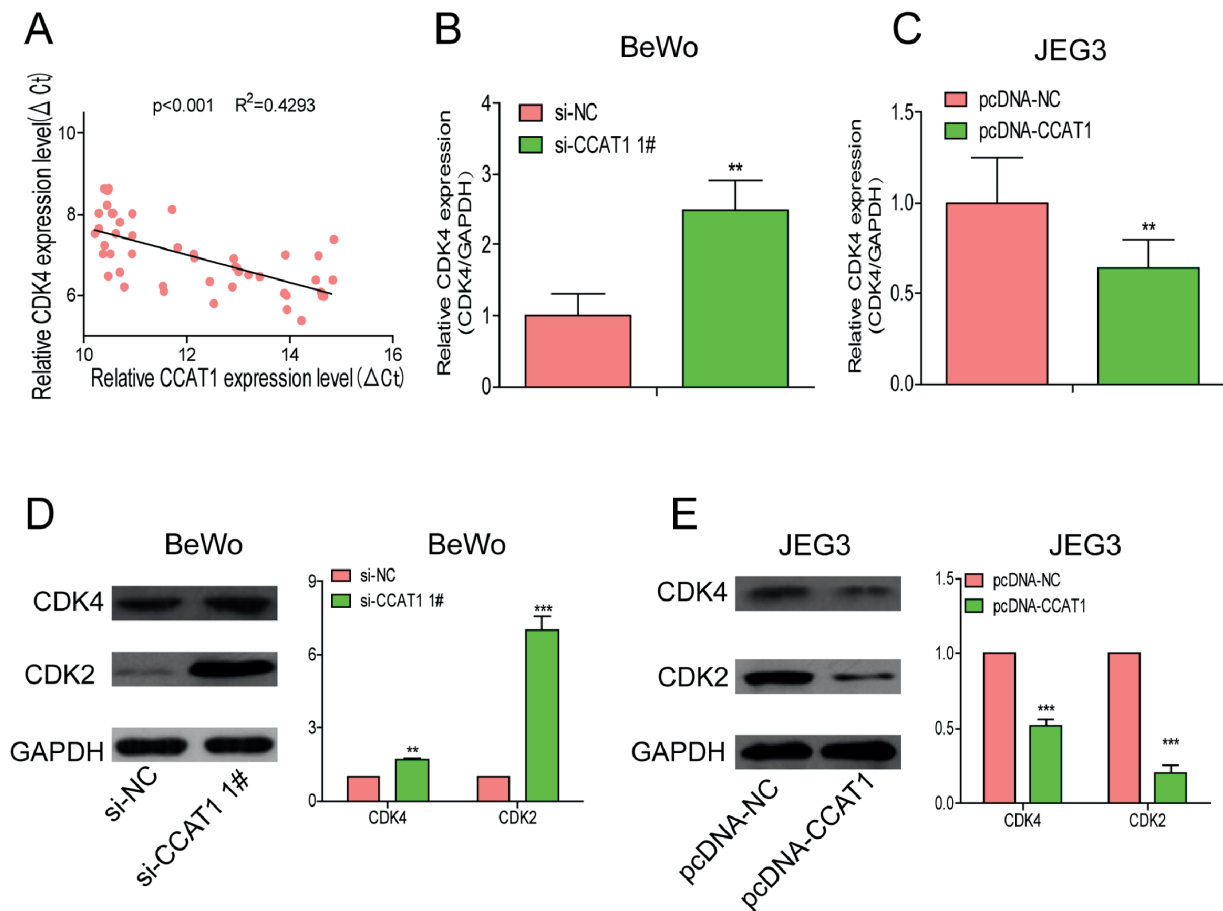 A
p<0.001 R²=0.4293
Relative CDK4 expression level(Δ Ct)
10
8
6
10 12 14 16
Relative CCAT1 expression level(ΔCt)
B
BeWo
si-NC
si-CCAT1 1#
Relative CDK4 expression
(CDK4/GAPDH)
4
3
2
1
0
**
C
JEG3
pcDNA-NC
pcDNA-CCAT1
Relative CDK4 expression
(CDK4/GAPDH)
1.5
1.0
0.5
0.0
**
D
BeWo
CDK4
CDK2
GAPDH
si-NC
si-CCAT1 1#
BeWo
si-NC
si-CCAT1 1#
9
6
3
0
**
***
CDK4 CDK2
E
JEG3
CDK4
CDK2
GAPDH
pcDNA-NC
pcDNA-CCAT1
JEG3
pcDNA-NC
pcDNA-CCAT1
1.5
1.0
0.5
0.0
***
***
CDK4 CDK2